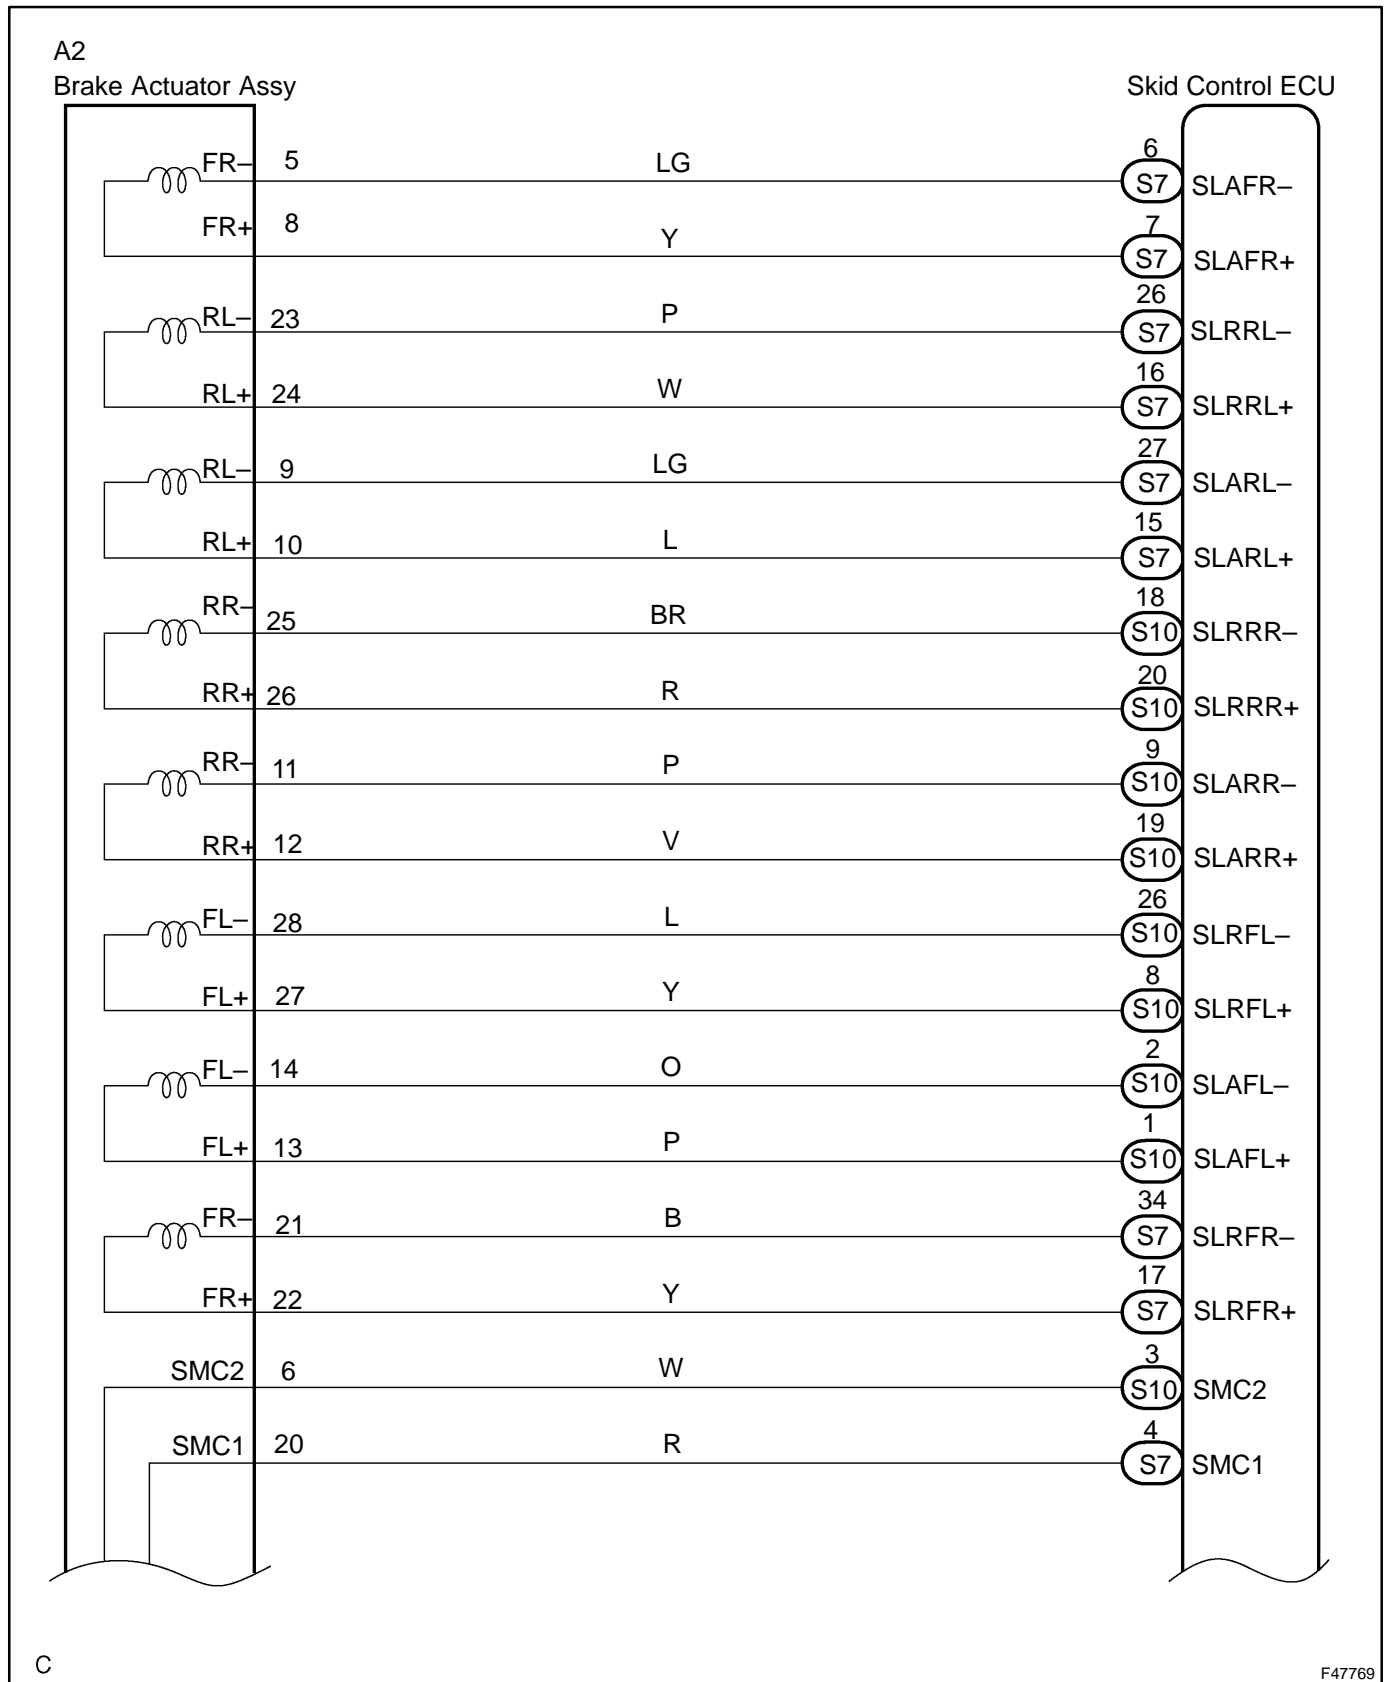 A2
Brake Actuator Assy Skid Control ECU
FR– 5 LG 6 S7 SLAFR–
FR+ 8 Y 7 S7 SLAFR+
RL– 23 P 26 S7 SLRRL–
RL+ 24 W 16 S7 SLRRL+
RL– 9 LG 27 S7 SLARL–
RL+ 10 L 15 S7 SLARL+
RR– 25 BR 18 S10 SLRRR–
RR+ 26 R 20 S10 SLRRR+
RR– 11 P 9 S10 SLARR–
RR+ 12 V 19 S10 SLARR+
FL– 28 L 26 S10 SLRFL–
FL+ 27 Y 8 S10 SLRFL+
FL– 14 O 2 S10 SLAFL–
FL+ 13 P 1 S10 SLAFL+
FR– 21 B 34 S7 SLRFR–
FR+ 22 Y 17 S7 SLRFR+
SMC2 6 W 3 S10 SMC2
SMC1 20 R 4 S7 SMC1
C F47769